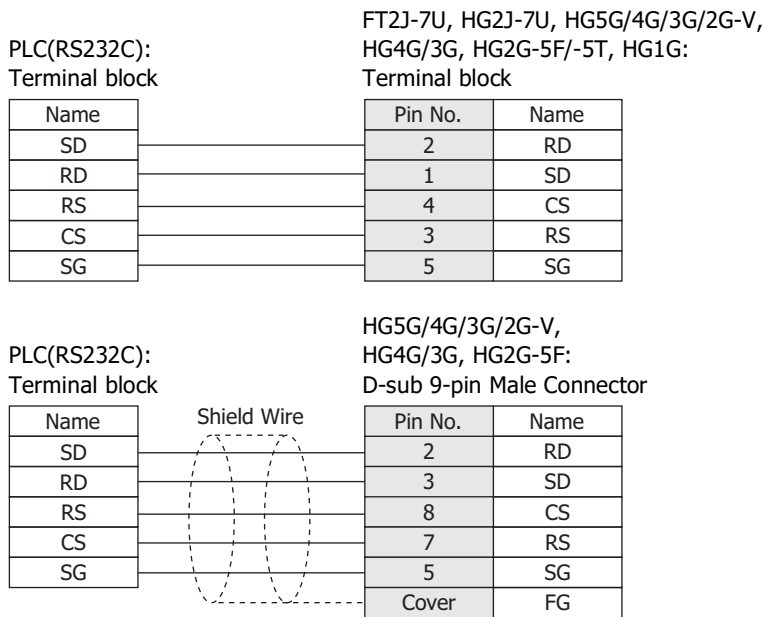 FT2J-7U, HG2J-7U, HG5G/4G/3G/2G-V,
PLC(RS232C): HG4G/3G, HG2G-5F/-5T, HG1G:
Terminal block Terminal block
Name Pin No. Name
SD 2 RD
RD 1 SD
RS 4 CS
CS 3 RS
SG 5 SG
HG5G/4G/3G/2G-V,
PLC(RS232C): HG4G/3G, HG2G-5F:
Terminal block D-sub 9-pin Male Connector
Name Shield Wire Pin No. Name
SD 2 RD
RD 3 SD
RS 8 CS
CS 7 RS
SG 5 SG
Cover FG